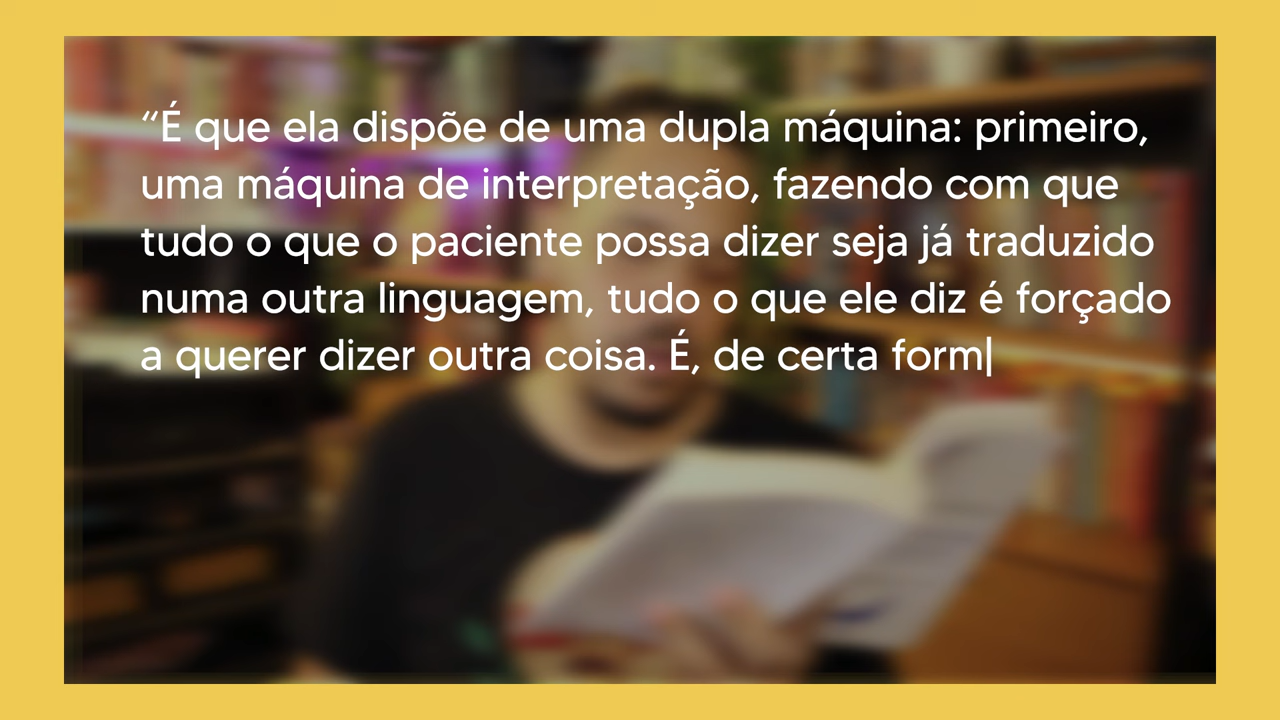 “É que ela dispõe de uma dupla máquina: primeiro,
uma máquina de interpretação, fazendo com que
tudo o que o paciente possa dizer seja já traduzido
numa outra linguagem, tudo o que ele diz é forçado
a querer dizer outra coisa. É, de certa form|